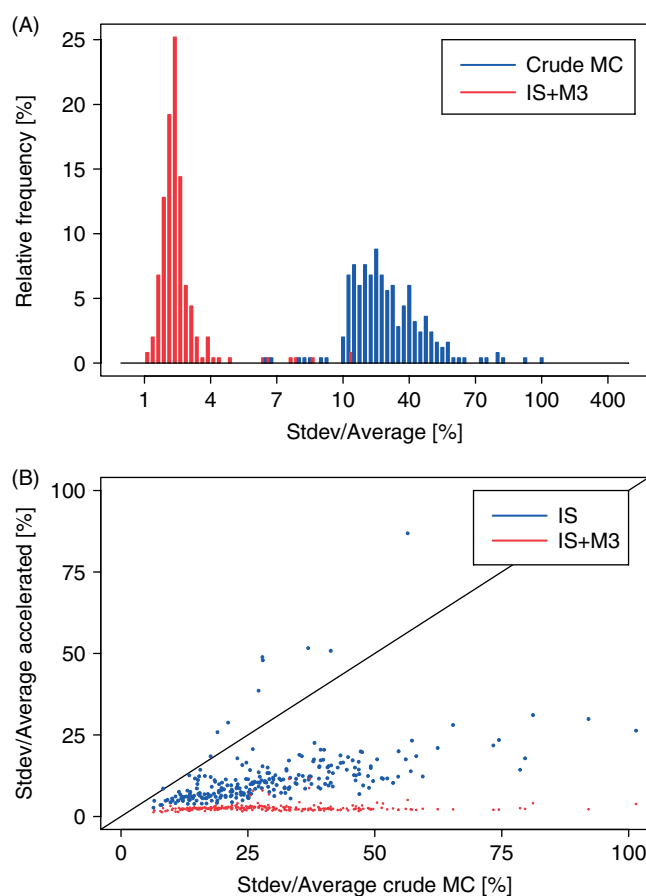 (A)
Relative frequency [%]
25
20
15
10
5
0
Crude MC
IS+M3
1 4 7 10 40 70 100 400
Stdev/Average [%]
(B)
Stdev/Average accelerated [%]
100
75
50
25
0
IS
IS+M3
0 25 50 75 100
Stdev/Average crude MC [%]